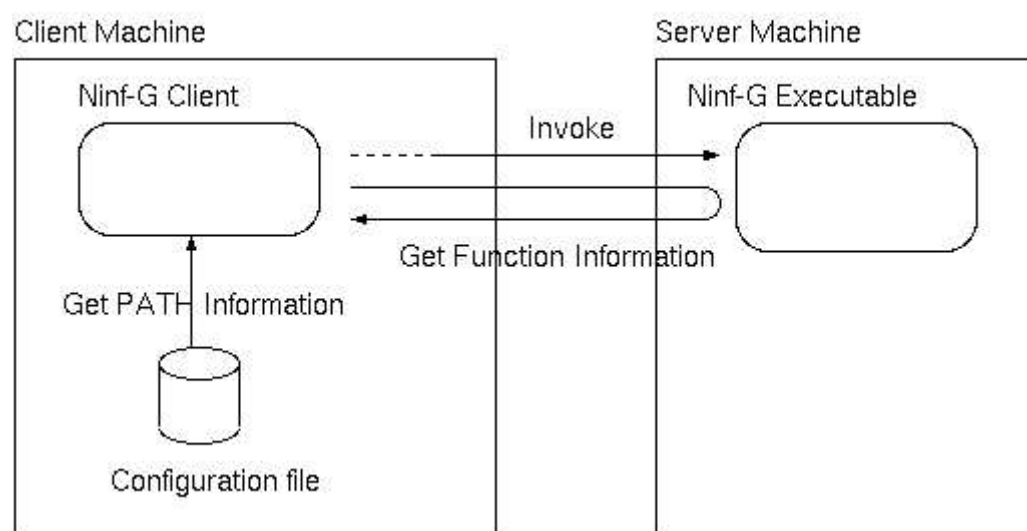 Client Machine
Server Machine
Ninf-G Client
Ninf-G Executable
Invoke
Get Function Information
Get PATH Information
Configuration file